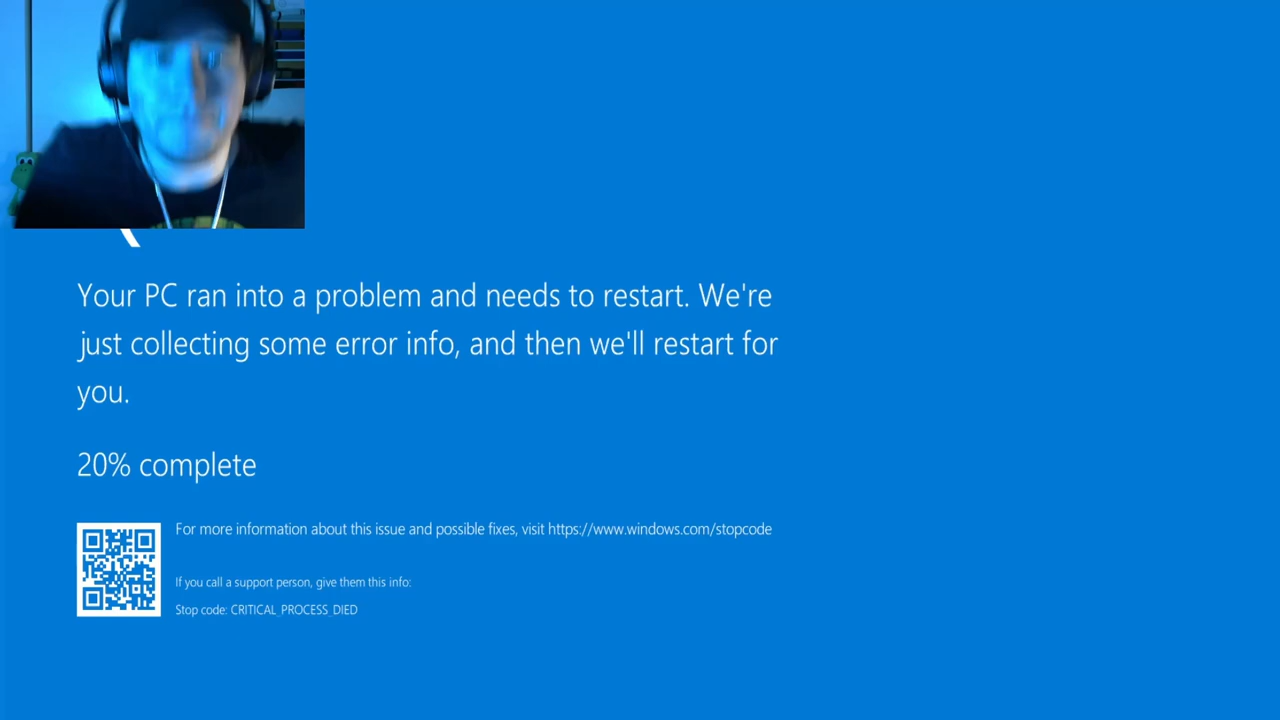 Your PC ran into a problem and needs to restart. We're
just collecting some error info, and then we'll restart for
you.
20% complete
For more information about this issue and possible fixes, visit https://www.windows.com/stopcode
If you call a support person, give them this info:
Stop code: CRITICAL_PROCESS_DIED